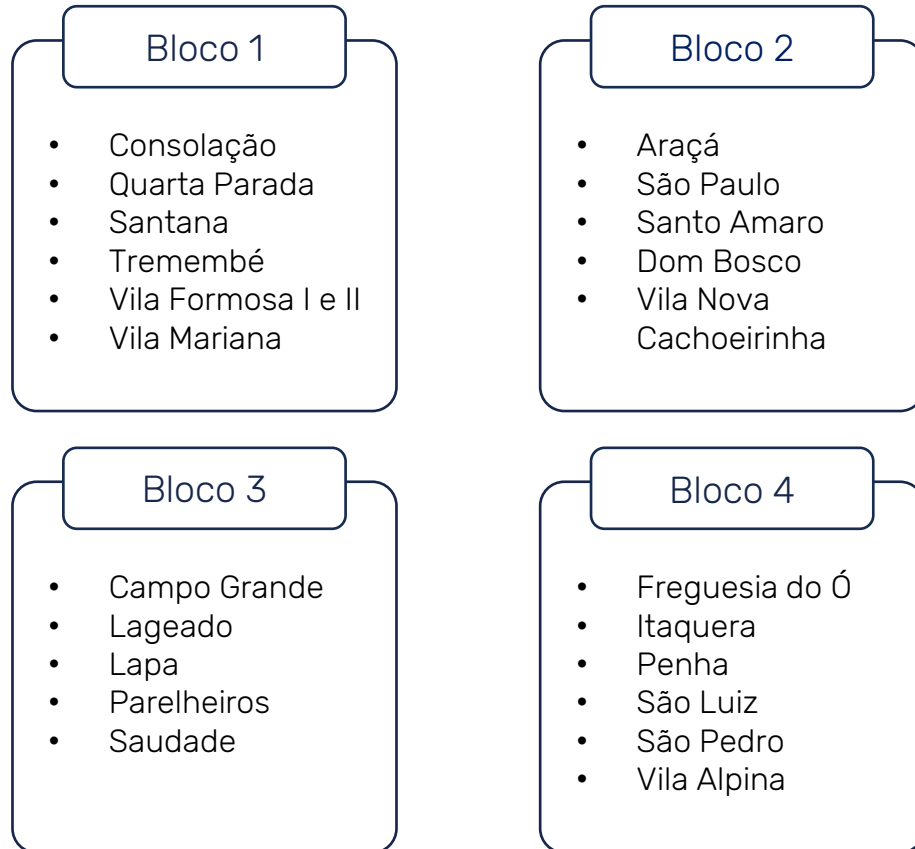 Bloco 1
• Consolação
• Quarta Parada
• Santana
• Tremembé
• Vila Formosa I e II
• Vila Mariana
Bloco 2
• Araçá
• São Paulo
• Santo Amaro
• Dom Bosco
• Vila Nova
Cachoeirinha
Bloco 3
• Campo Grande
• Lageado
• Lapa
• Parelheiros
• Saudade
Bloco 4
• Freguesia do Ó
• Itaquera
• Penha
• São Luiz
• São Pedro
• Vila Alpina